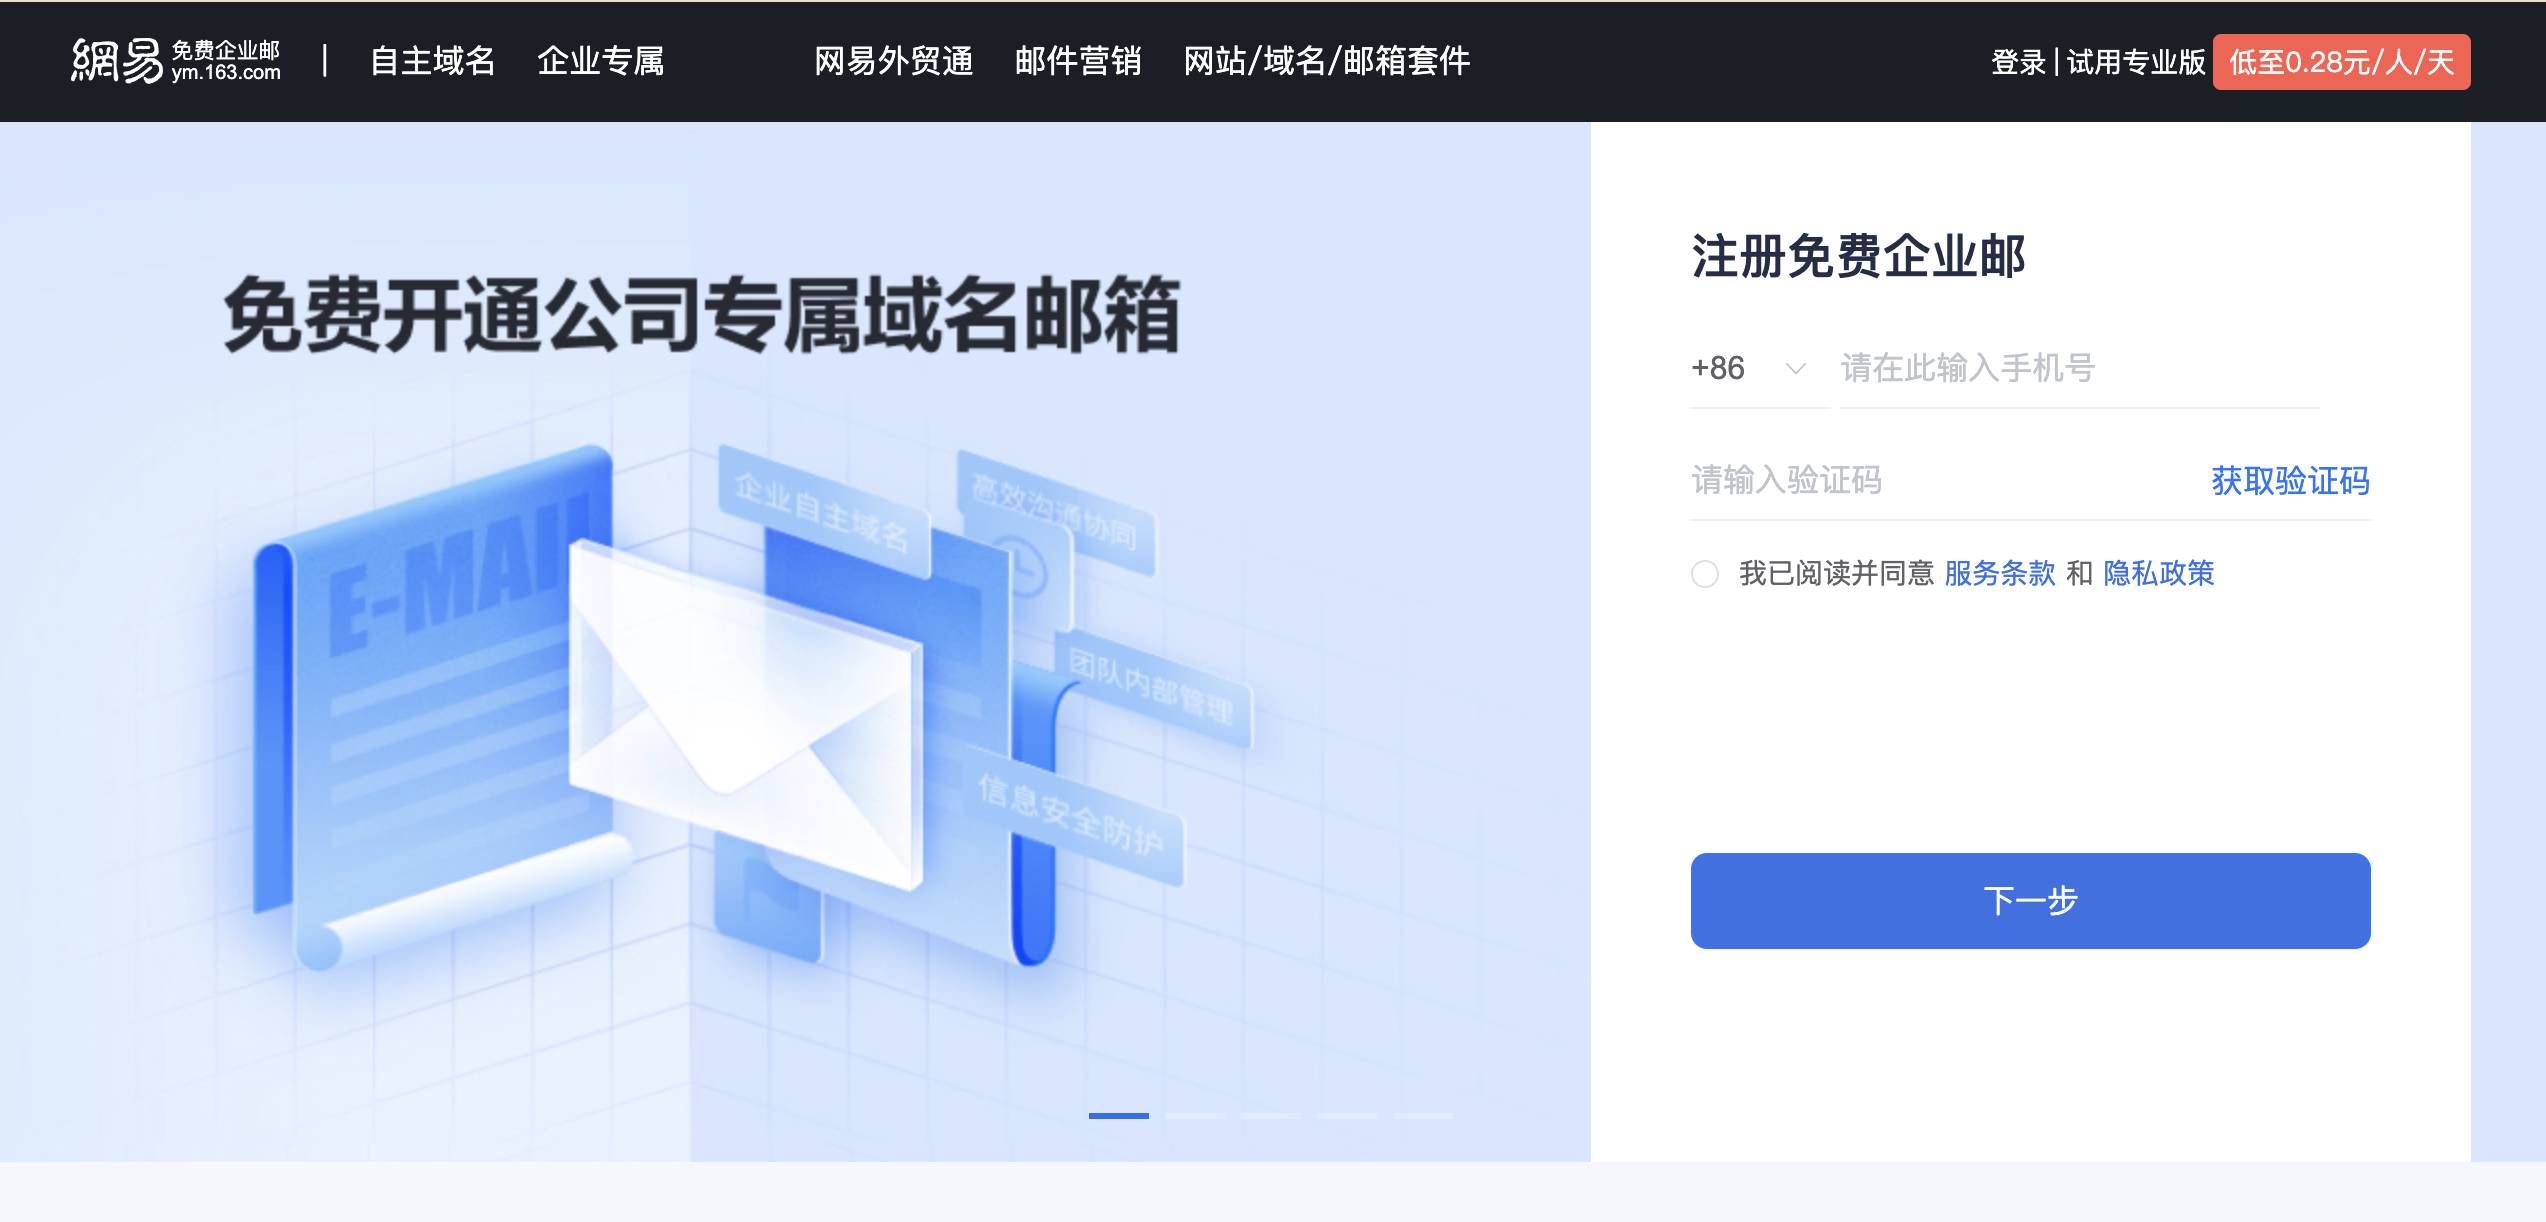 網易 免费企业邮
ym.163.com
|
自主域名
企业专属
网易外贸通
邮件营销
网站/域名/邮箱套件
登录 | 试用专业版
低至0.28元/人/天
免费开通公司专属域名邮箱
E-MAIL
企业自主域名
高效沟通协同
团队内部管理
信息安全防护
注册免费企业邮
+86
请在此输入手机号
请输入验证码
获取验证码
我已阅读并同意 服务条款 和 隐私政策
下一步